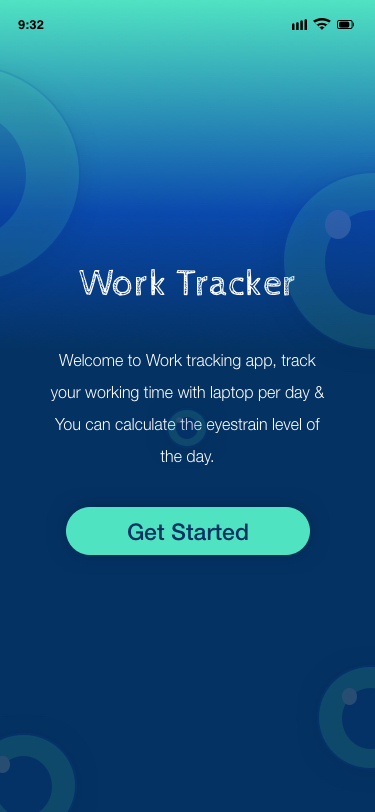 9:32
Work Tracker
Welcome to Work tracking app, track
your working time with laptop per day &
You can calculate the eyestrain level of
the day.
Get Started